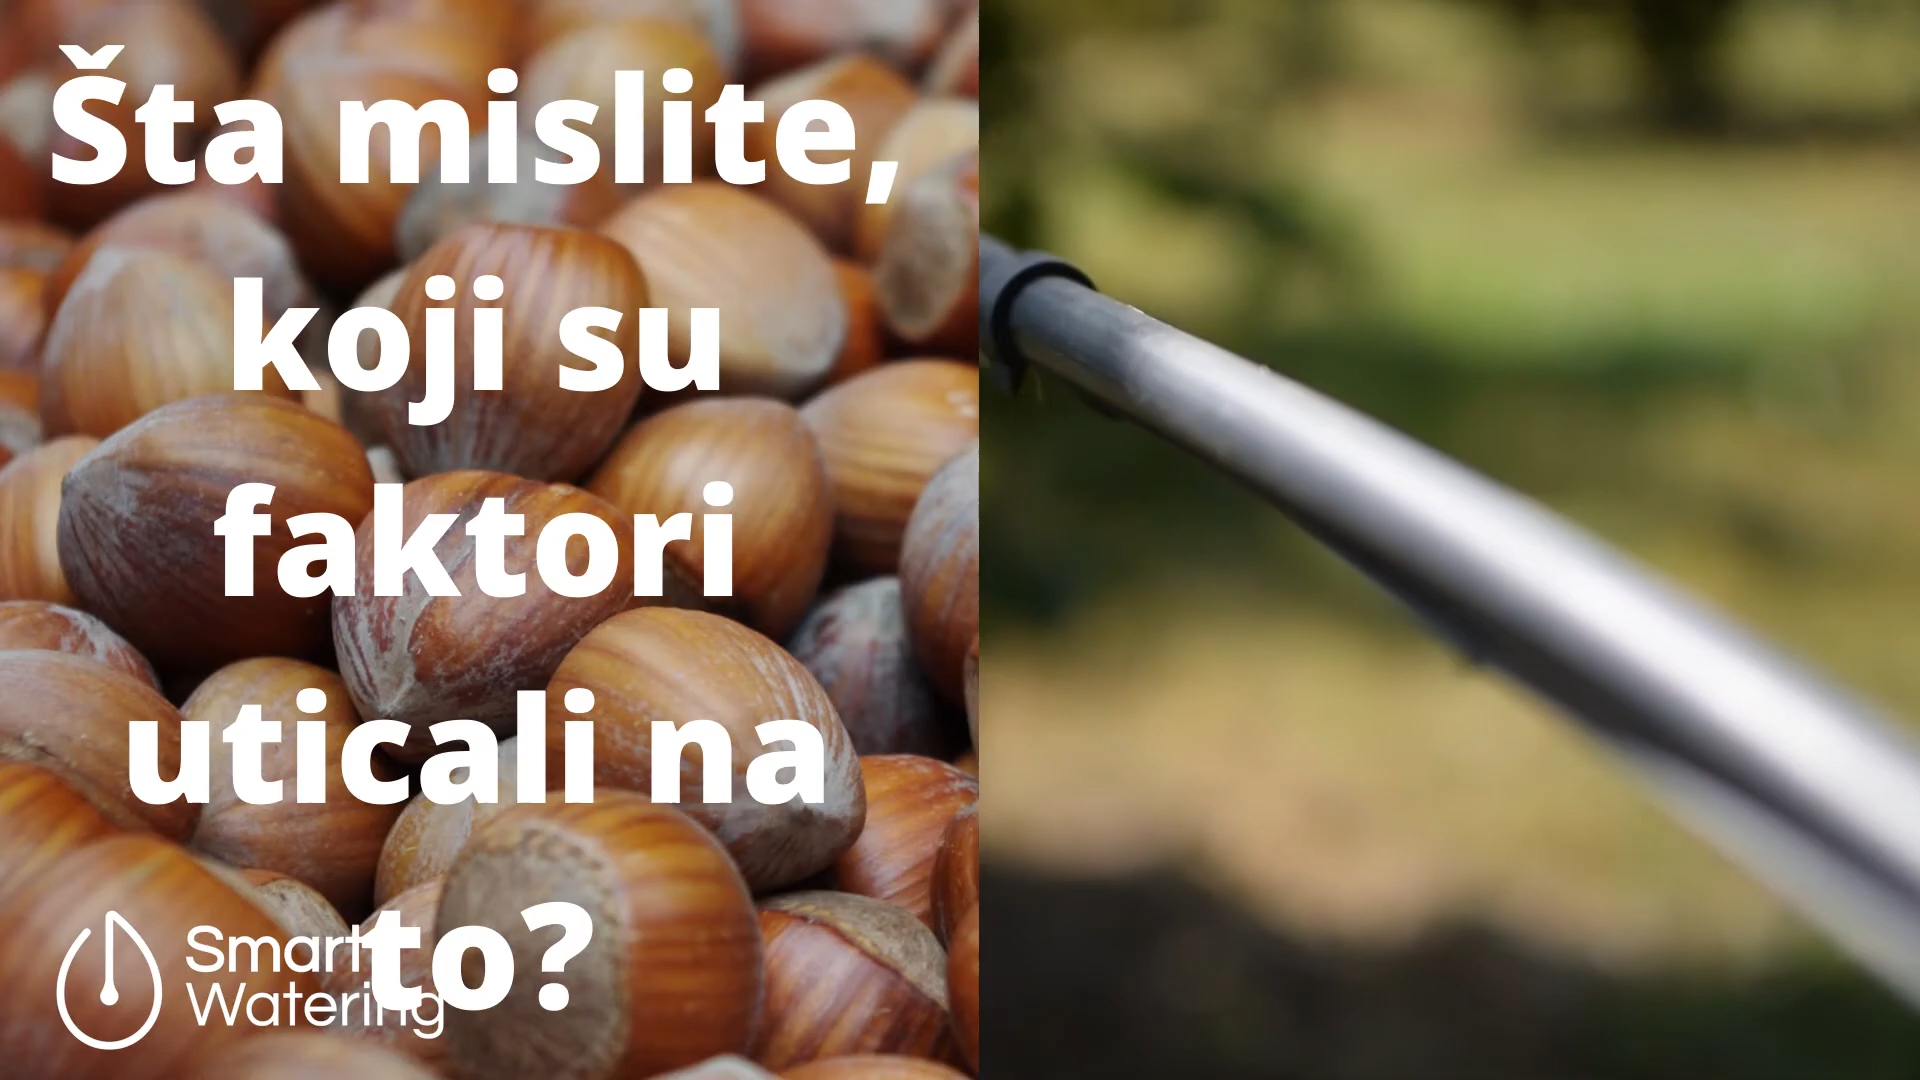 Šta mislite,
koji su
faktori
uticali na
to?
Smart
Watering